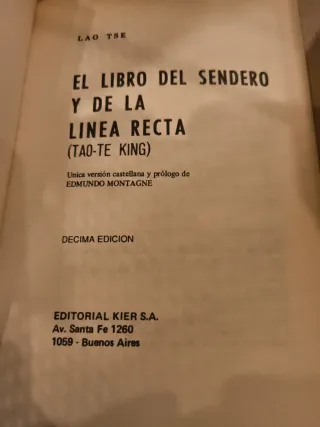 LAO TSE
EL LIBRO DEL SENDERO
Y DE LA
LINEA RECTA
(TAO-TE KING)
Unica versión castellana y prólogo de
EDMUNDO MONTAGNE
DECIMA EDICION
EDITORIAL KIER S.A.
Av. Santa Fe 1260
1059 - Buenos Aires